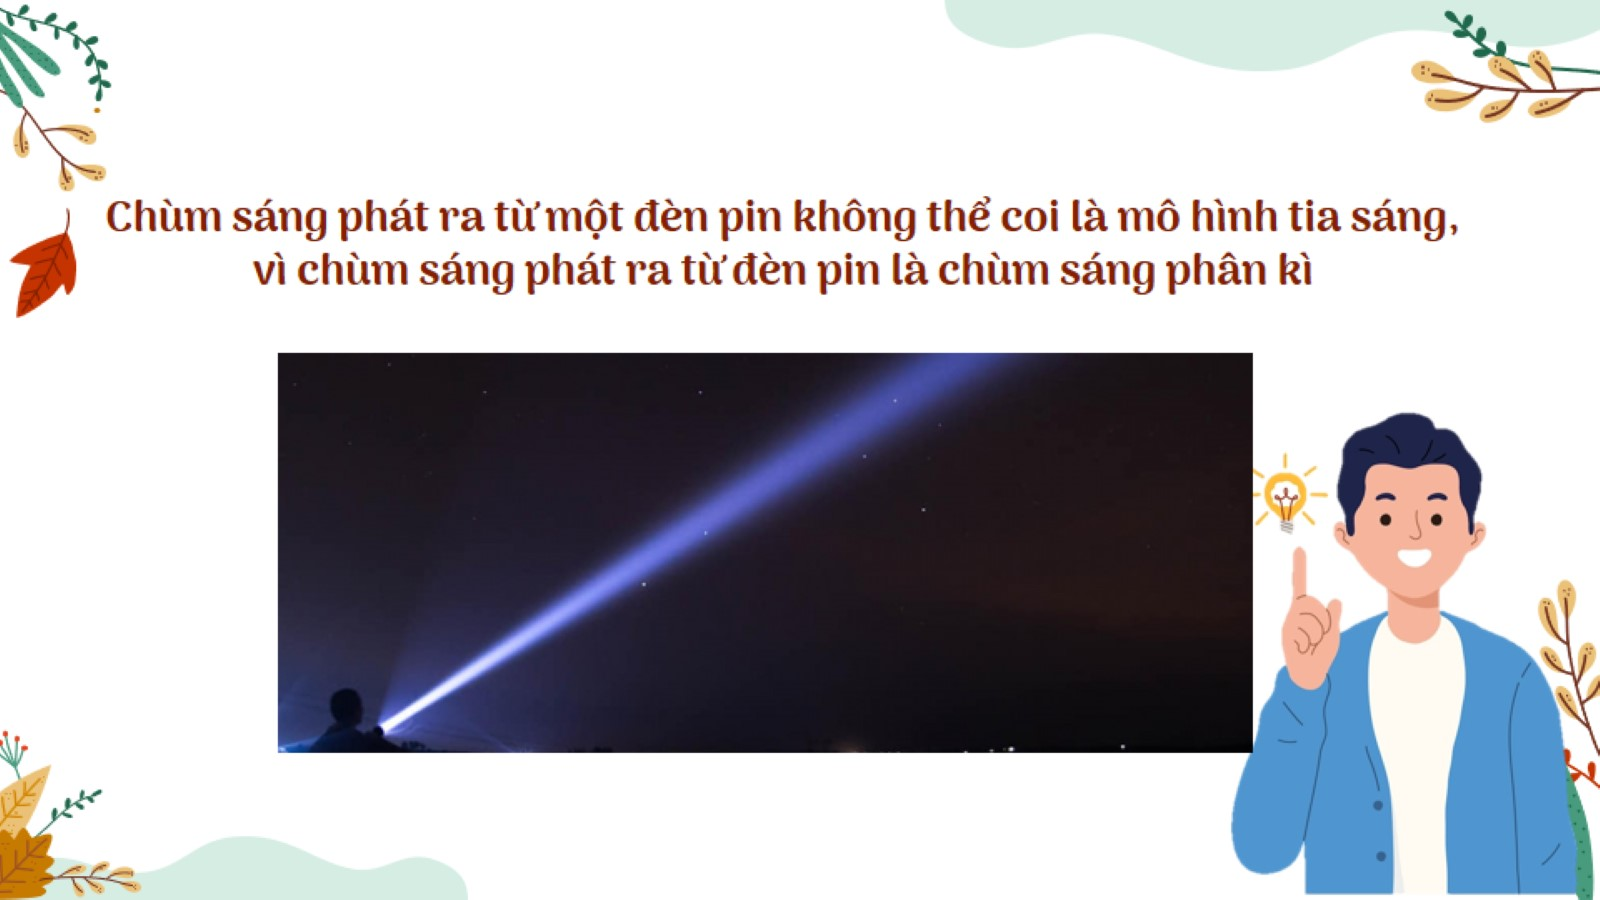 Chùm sáng phát ra từ một đèn pin không thể coi là mô hình tia sáng,
vì chùm sáng phát ra từ đèn pin là chùm sáng phân kì